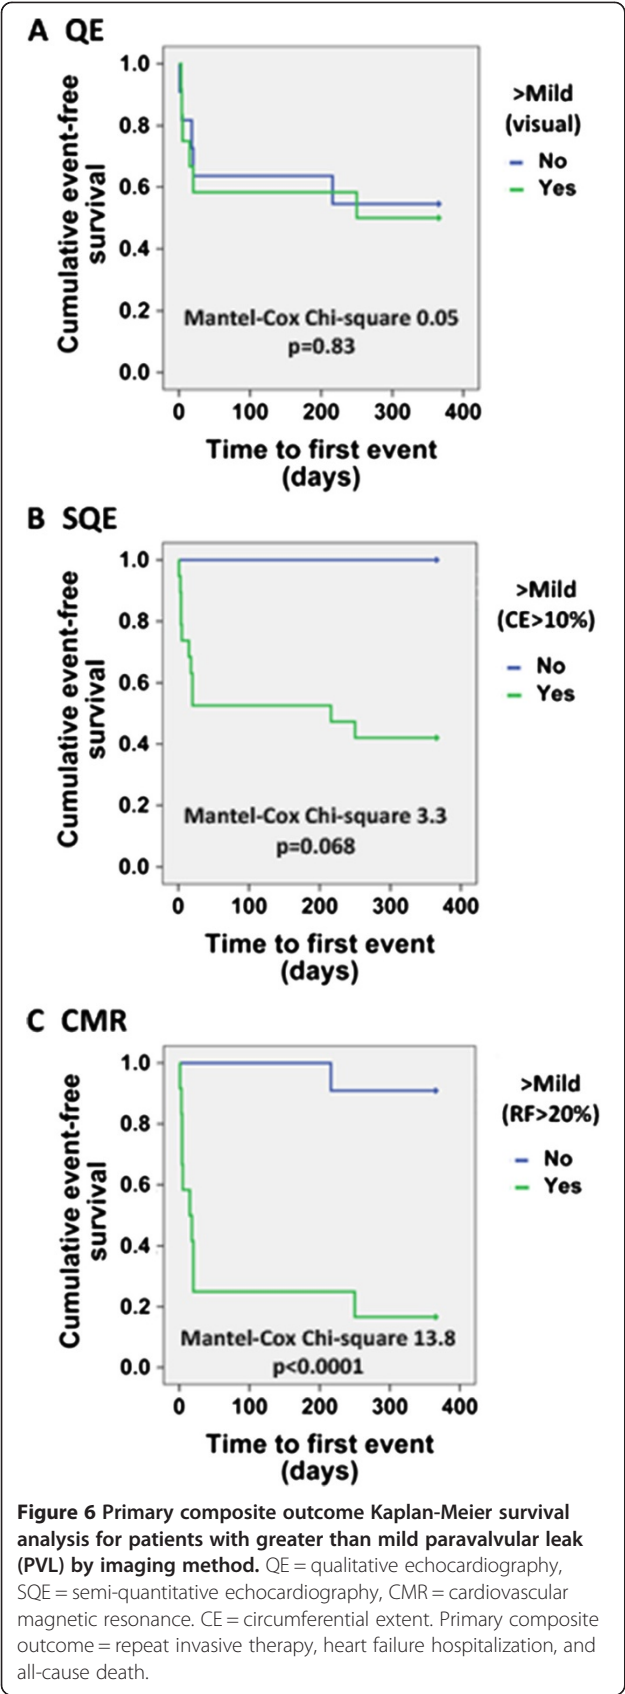 A QE
1.0
0.8
0.6
0.4
0.2
0.0
Cumulative event-free
survival
Mantel-Cox Chi-square 0.05
p=0.83
0 100 200 300 400
Time to first event
(days)
>Mild
(visual)
No
Yes
B SQE
1.0
0.8
0.6
0.4
0.2
0.0
Cumulative event-free
survival
Mantel-Cox Chi-square 3.3
p=0.068
0 100 200 300 400
Time to first event
(days)
>Mild
(CE>10%)
No
Yes
C CMR
1.0
0.8
0.6
0.4
0.2
0.0
Cumulative event-free
survival
Mantel-Cox Chi-square 13.8
p<0.0001
0 100 200 300 400
Time to first event
(days)
>Mild
(RF>20%)
No
Yes
Figure 6 Primary composite outcome Kaplan-Meier survival
analysis for patients with greater than mild paravalvular leak
(PVL) by imaging method. QE = qualitative echocardiography,
SQE = semi-quantitative echocardiography, CMR = cardiovascular
magnetic resonance. CE = circumferential extent. Primary composite
outcome = repeat invasive therapy, heart failure hospitalization, and
all-cause death.